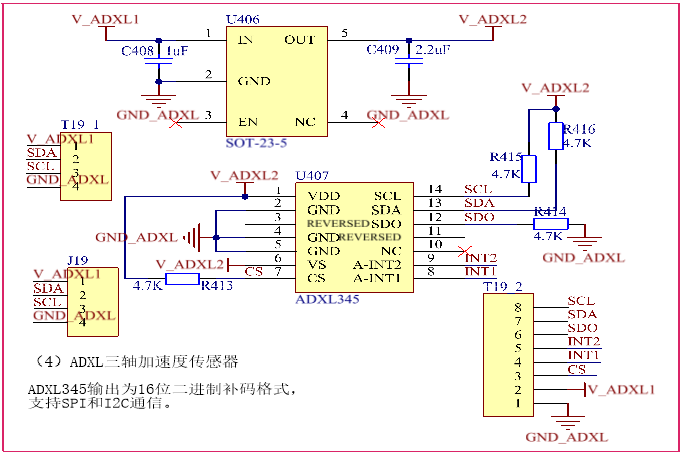 U406
V_ADXL1
V_ADXL2
1 IN OUT 5
C408 1uF
C409 2.2uF
2 GND
GND_ADXL
3 EN NC 4
GND_ADXL
SOT-23-5
V_ADXL2
R416
4.7K
R415
4.7K
T19_1
V_ADXL1 1
SDA 2
SCL 3
GND_ADXL 4
U407
V_ADXL2
1 VDD SCL 14 SCL
2 GND SDA 13 SDA
3 REVERSED SDO 12 SDO
R414
4.7K
GND_ADXL
4 GND REVERSED 11
5 GND NC 10
V_ADXL2 6 VS A-INT2 9 INT2
CS 7 CS A-INT1 8 INT1
4.7K R413
ADXL345
GND_ADXL
J19
V_ADXL1 1
SDA 2
SCL 3
GND_ADXL 4
T19_2
8 SCL
7 SDA
6 SDO
5 INT2
4 INT1
3 CS
2 V_ADXL1
1
GND_ADXL
（4）ADXL三轴加速度传感器
ADXL345输出为16位二进制补码格式，
支持SPI和I2C通信。